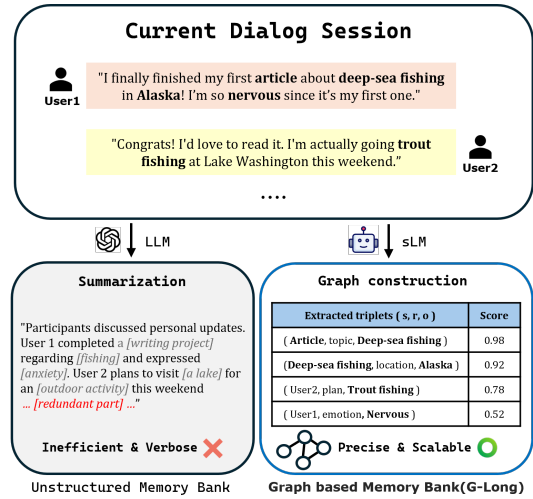 Current Dialog Session
"I finally finished my first article about deep-sea fishing
in Alaska! I'm so nervous since it's my first one."
User1
"Congrats! I'd love to read it. I'm actually going trout
fishing at Lake Washington this weekend."
User2
....
LLM
sLM
Summarization
"Participants discussed personal updates.
User 1 completed a [writing project]
regarding [fishing] and expressed
[anxiety]. User 2 plans to visit [a lake] for
an [outdoor activity] this weekend
... [redundant part] ..."
Inefficient & Verbose
Unstructured Memory Bank
Graph construction
Extracted triplets ( s, r, o ) Score
( Article, topic, Deep-sea fishing ) 0.98
(Deep-sea fishing, location, Alaska ) 0.92
( User2, plan, Trout fishing ) 0.78
( User1, emotion, Nervous ) 0.52
Precise & Scalable
Graph based Memory Bank(G-Long)